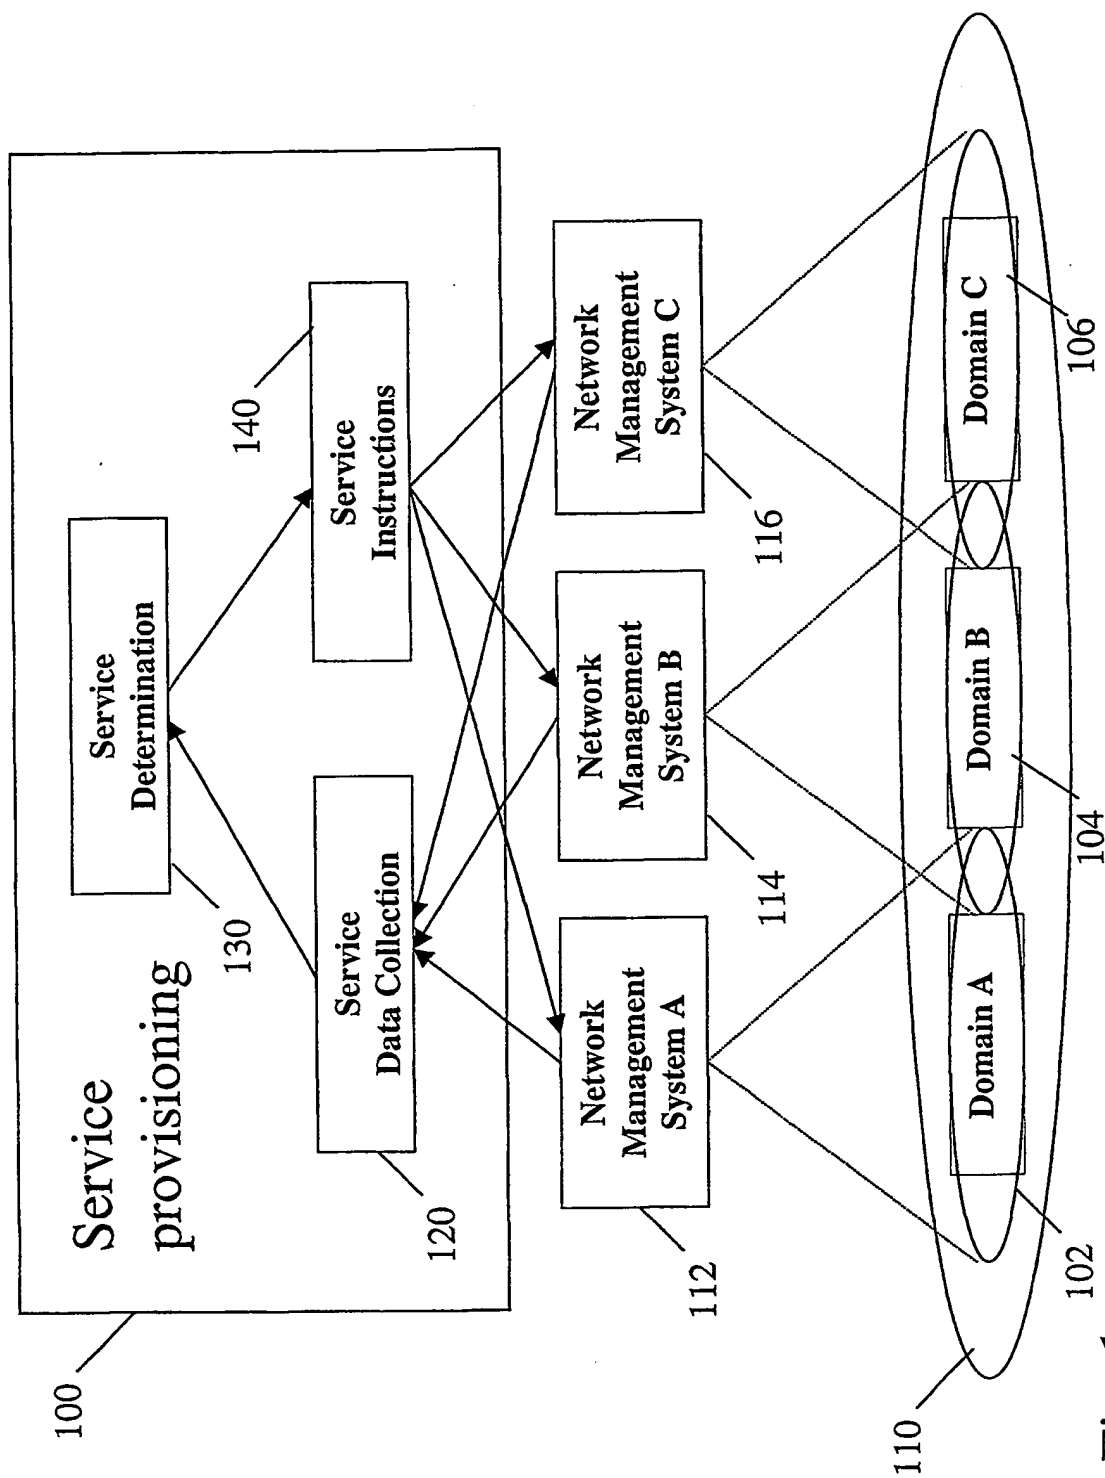 Service
provisioning
100
Service
Determination
130
Service
Data Collection
120
Service
Instructions
140
Network
Management
System A
112
Network
Management
System B
114
Network
Management
System C
116
Domain A
Domain B
Domain C
102
104
106
110